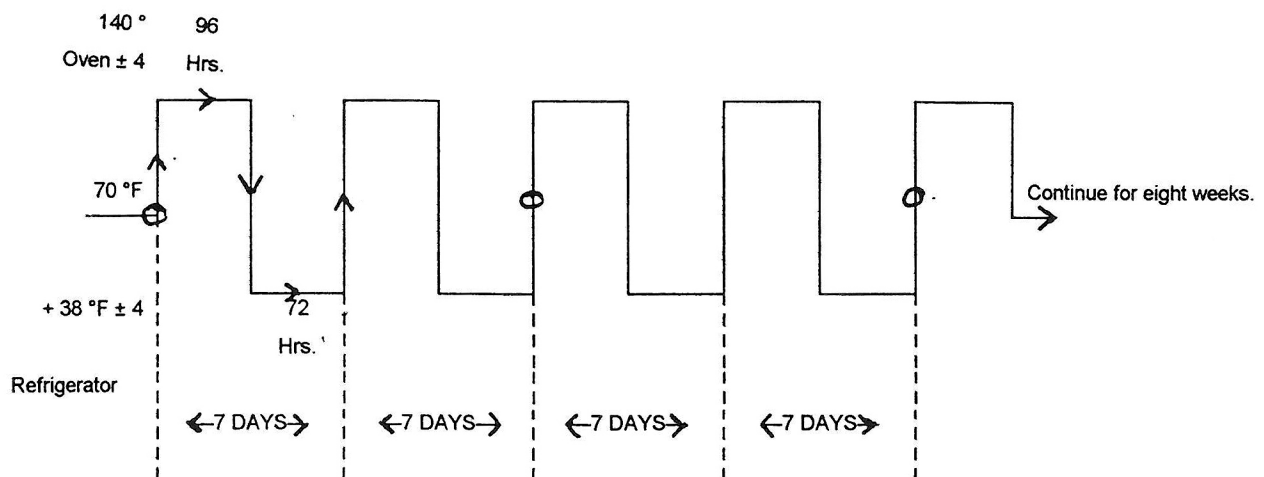 140 ° 96
Oven ± 4 Hrs.
70 °F
Continue for eight weeks.
+ 38 °F ± 4
72
Hrs.
Refrigerator
7 DAYS 7 DAYS 7 DAYS 7 DAYS